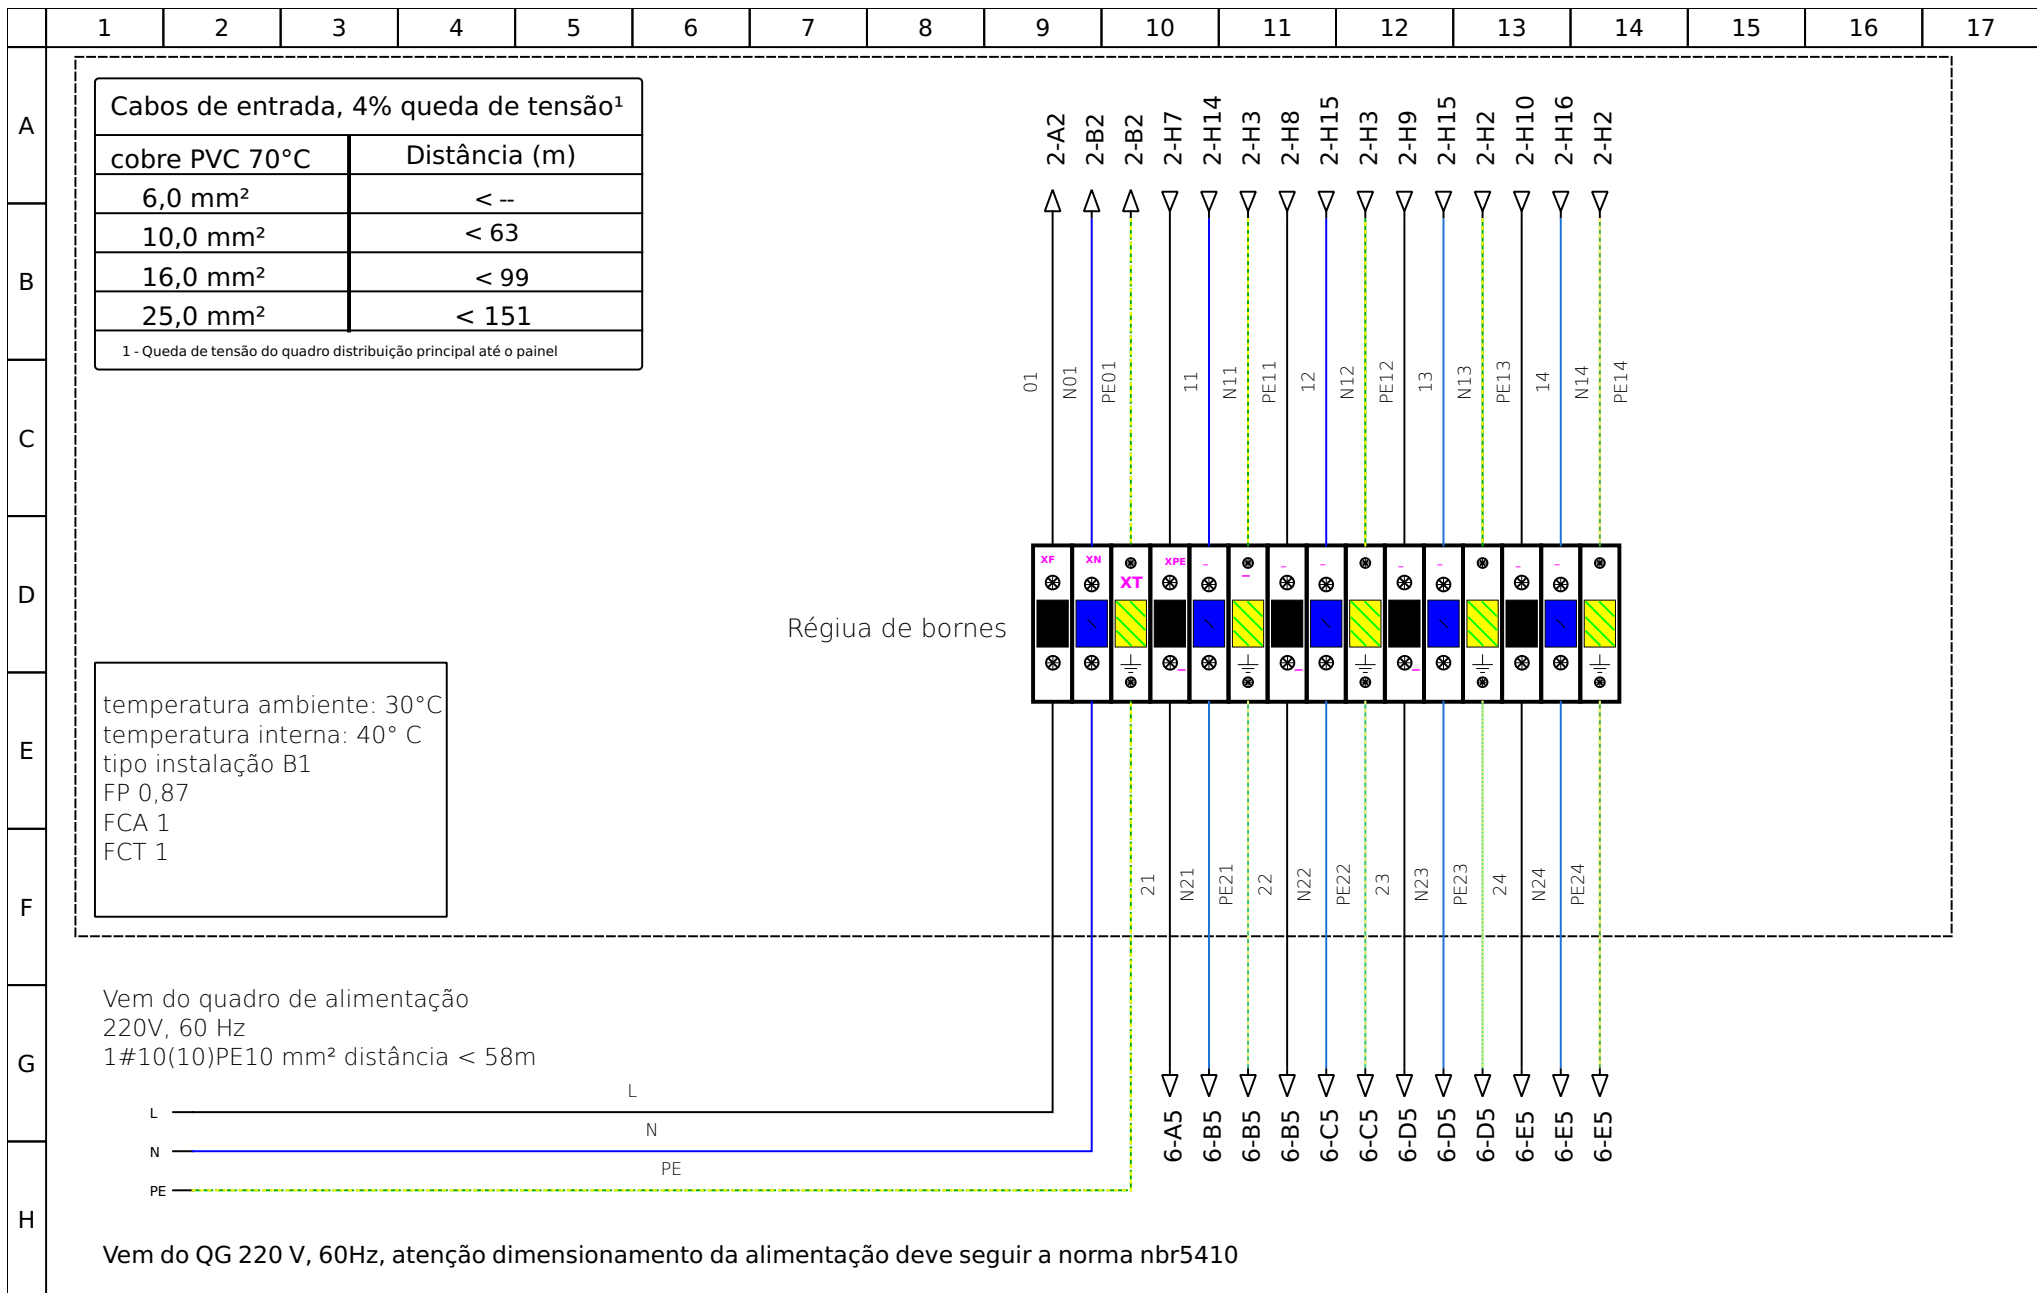 1 2 3 4 5 6 7 8 9 10 11 12 13 14 15 16 17
A
B
C
D
E
F
G
H
Cabos de entrada, 4% queda de tensão¹
cobre PVC 70°C Distância (m)
6,0 mm² < --
10,0 mm² < 63
16,0 mm² < 99
25,0 mm² < 151
1 - Queda de tensão do quadro distribuição principal até o painel
2-A2 2-B2 2-B2 2-H7 2-H14 2-H3 2-H8 2-H15 2-H3 2-H9 2-H15 2-H2 2-H10 2-H16 2-H2
01 N01 PE01 11 N11 PE11 12 N12 PE12 13 N13 PE13 14 N14 PE14
XF XN XT XPE
Régiua de bornes
temperatura ambiente: 30°C
temperatura interna: 40° C
tipo instalação B1
FP 0,87
FCA 1
FCT 1
21 N21 PE21 22 N22 PE22 23 N23 PE23 24 N24 PE24
Vem do quadro de alimentação
220V, 60 Hz
1#10(10)PE10 mm² distância < 58m
L L
N N
PE PE
6-A5 6-B5 6-B5 6-B5 6-C5 6-C5 6-D5 6-D5 6-D5 6-E5 6-E5 6-E5
Vem do QG 220 V, 60Hz, atenção dimensionamento da alimentação deve seguir a norma nbr5410